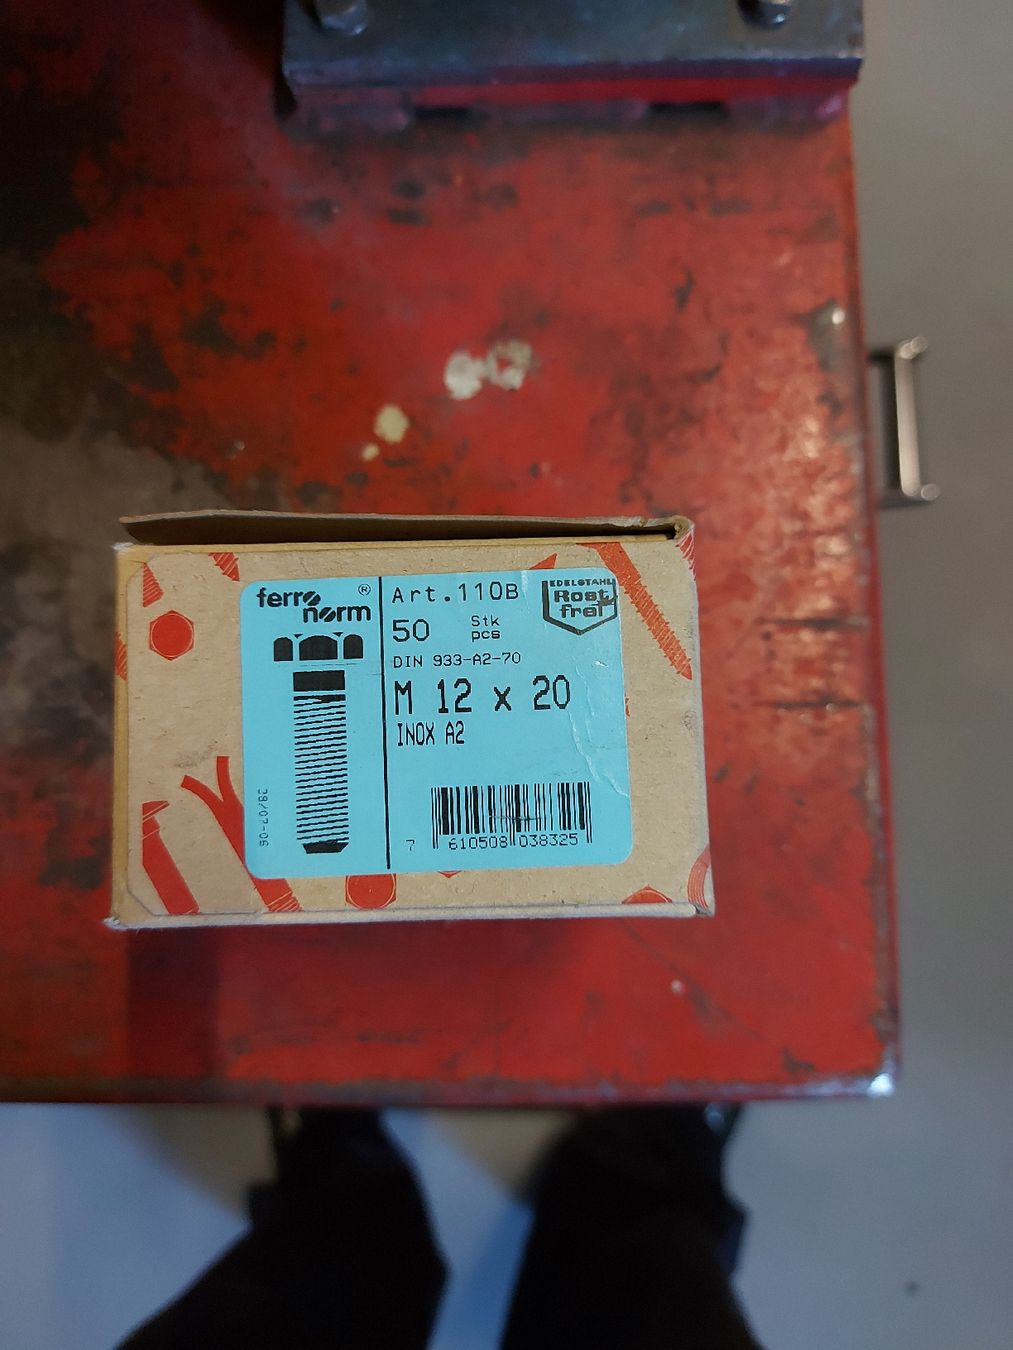 ferro norm ®
Art.110B
EDELSTAHL
Rost
frei
50 Stk
pcs
DIN 933-A2-70
M 12 x 20
INOX A2
7 610508 038325